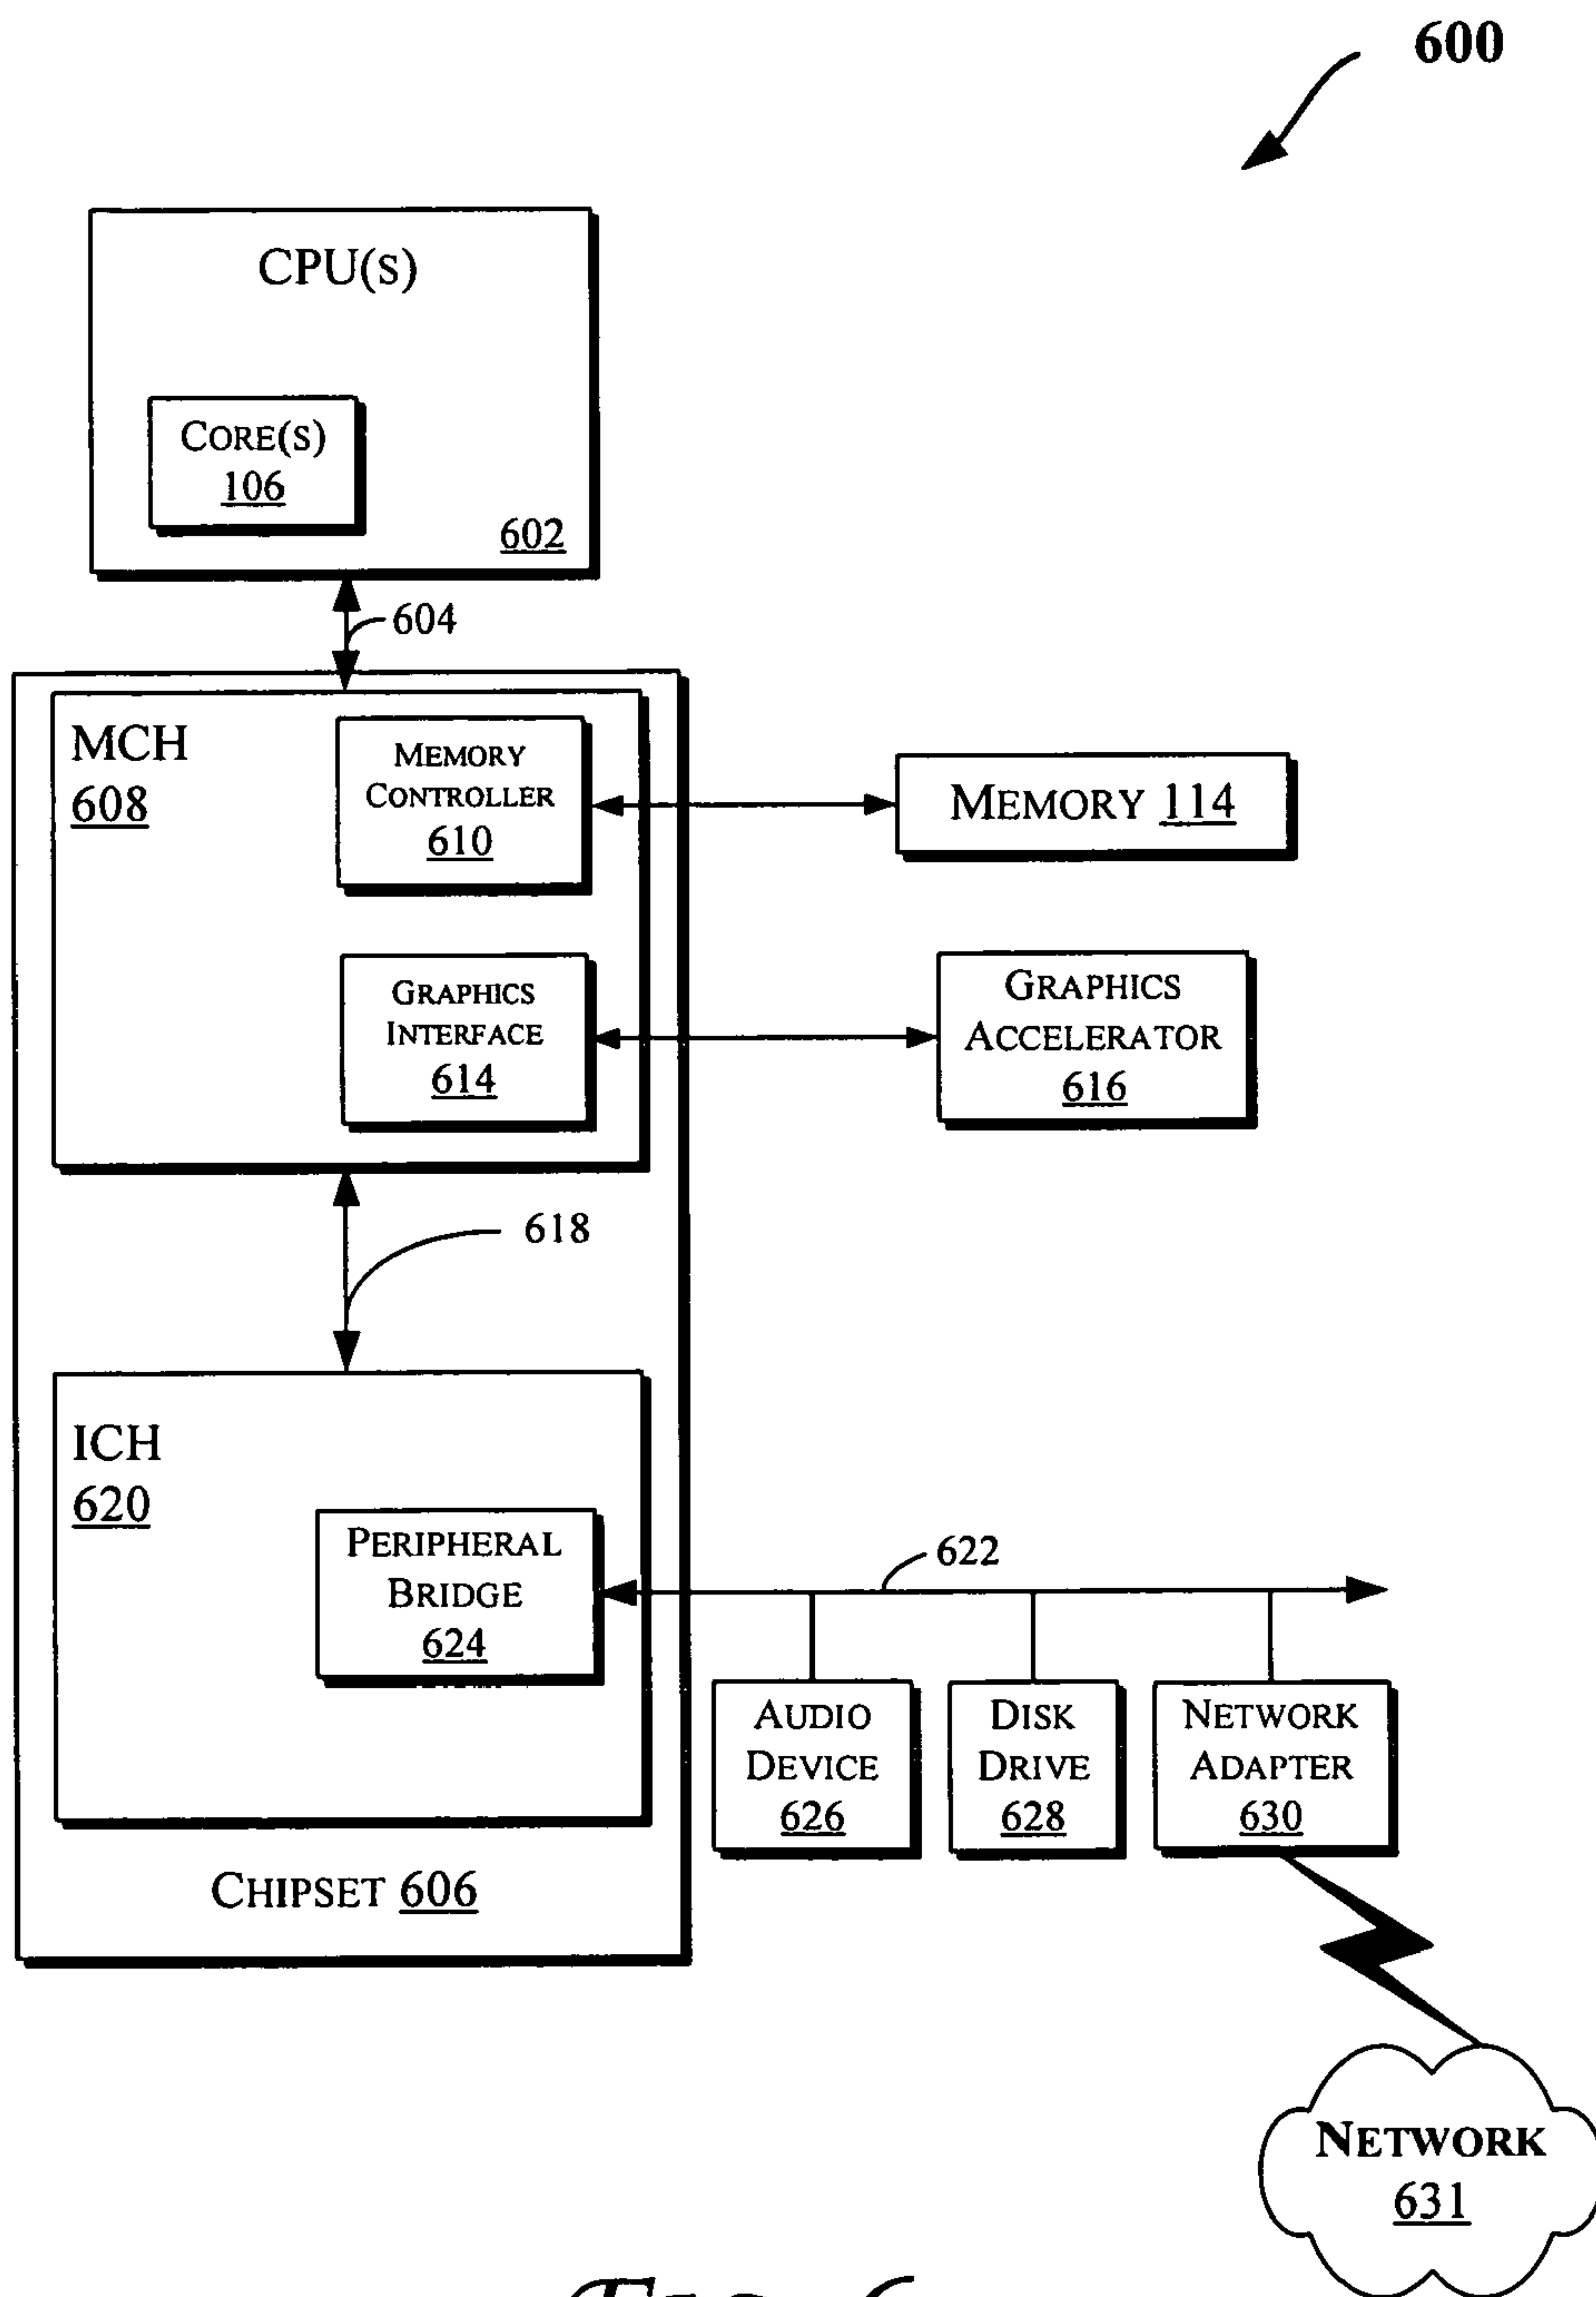 600
CPU(S)
CORE(S)
106
602
604
MCH
608
MEMORY
CONTROLLER
610
MEMORY 114
GRAPHICS
INTERFACE
614
GRAPHICS
ACCELERATOR
616
618
ICH
620
PERIPHERAL
BRIDGE
624
622
AUDIO
DEVICE
626
DISK
DRIVE
628
NETWORK
ADAPTER
630
CHIPSET 606
NETWORK
631